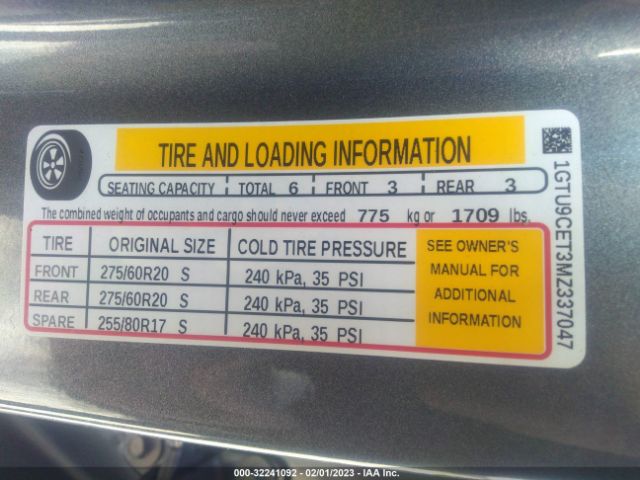 TIRE AND LOADING INFORMATION
SEATING CAPACITY TOTAL 6 FRONT 3 REAR 3
The combined weight of occupants and cargo should never exceed 775 kg or 1709 lbs.
TIRE ORIGINAL SIZE COLD TIRE PRESSURE
FRONT 275/60R20 S 240 kPa, 35 PSI
REAR 275/60R20 S 240 kPa, 35 PSI
SPARE 255/80R17 S 240 kPa, 35 PSI
SEE OWNER'S
MANUAL FOR
ADDITIONAL
INFORMATION
1GTU9CET3MZ337047
000-32241092 - 02/01/2023 - IAA Inc.